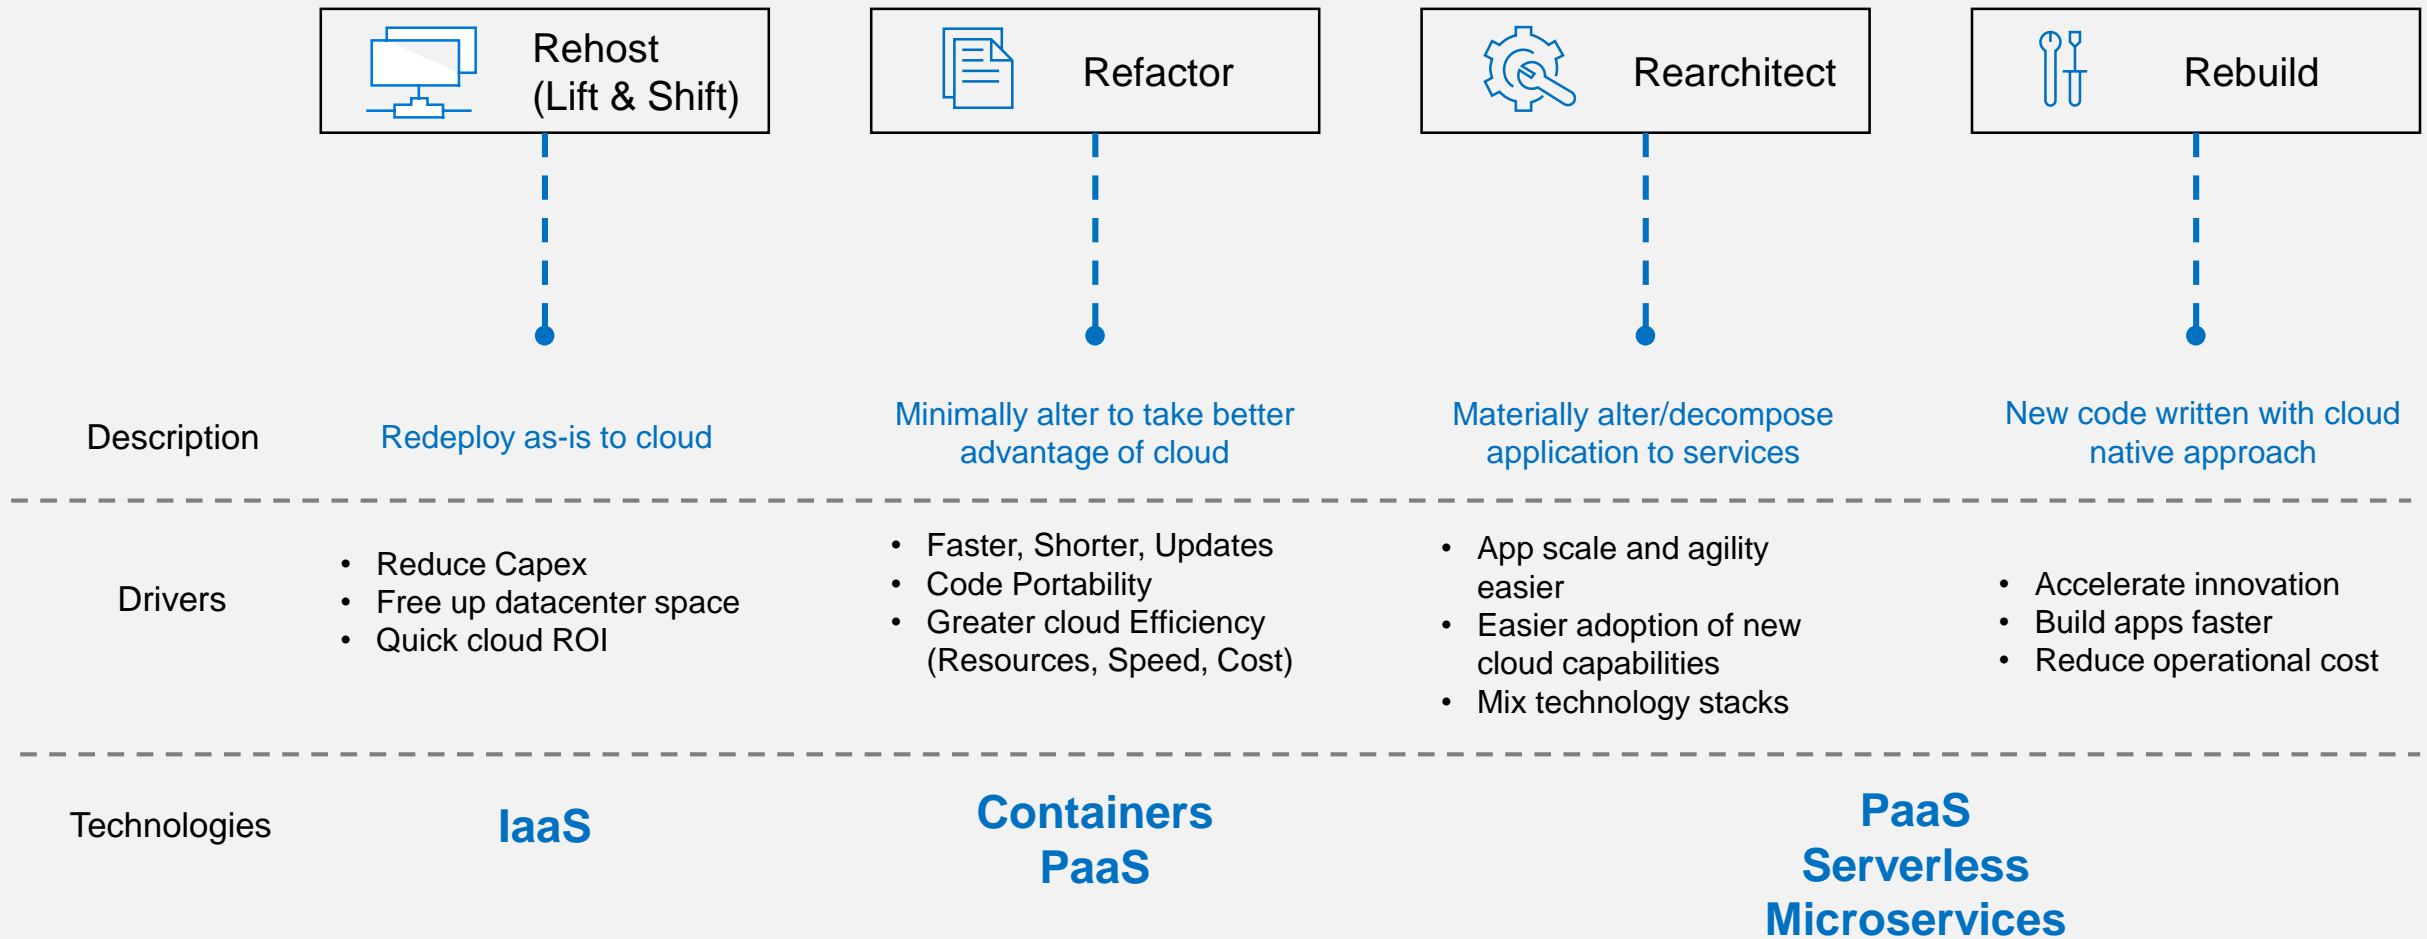 Rehost
(Lift & Shift)
Refactor
Rearchitect
Rebuild
Description
Redeploy as-is to cloud
Minimally alter to take better
advantage of cloud
Materially alter/decompose
application to services
New code written with cloud
native approach
Drivers
• Reduce Capex
• Free up datacenter space
• Quick cloud ROI
• Faster, Shorter, Updates
• Code Portability
• Greater cloud Efficiency
(Resources, Speed, Cost)
• App scale and agility
easier
• Easier adoption of new
cloud capabilities
• Mix technology stacks
• Accelerate innovation
• Build apps faster
• Reduce operational cost
Technologies
IaaS
Containers
PaaS
PaaS
Serverless
Microservices